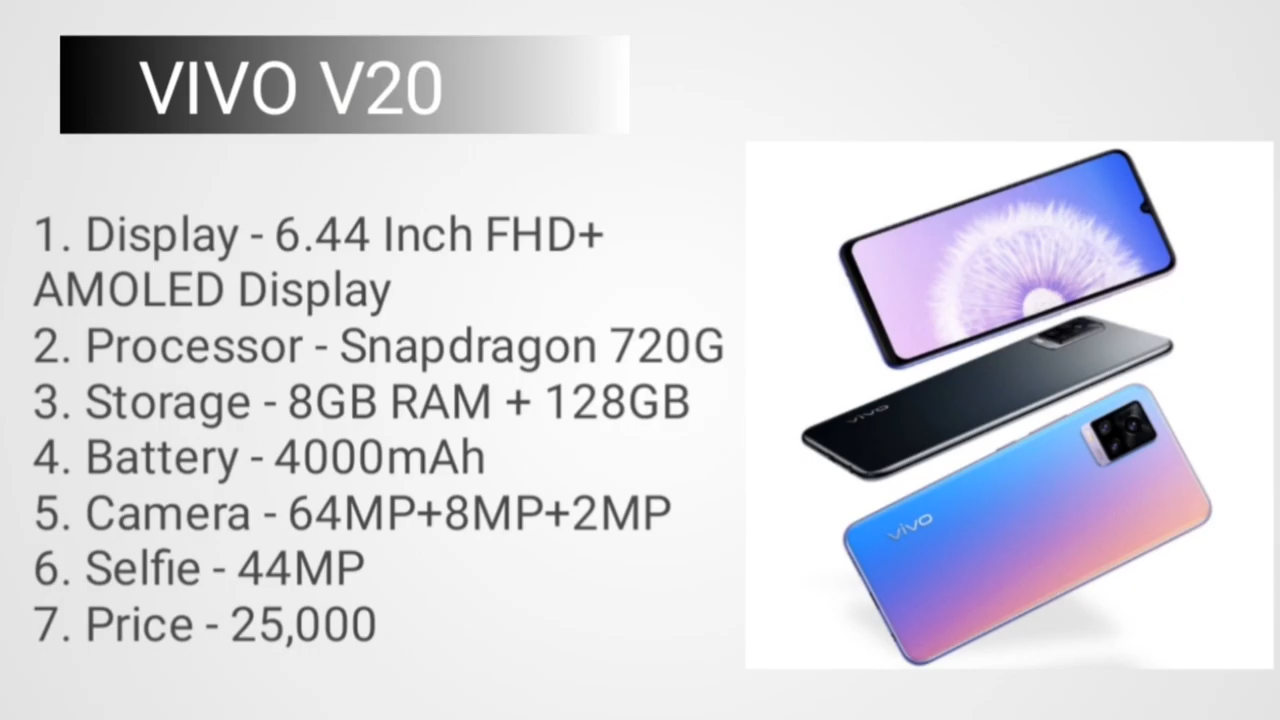 VIVO V20
1. Display - 6.44 Inch FHD+
AMOLED Display
2. Processor - Snapdragon 720G
3. Storage - 8GB RAM + 128GB
4. Battery - 4000mAh
5. Camera - 64MP+8MP+2MP
6. Selfie - 44MP
7. Price - 25,000
vivo
vivo